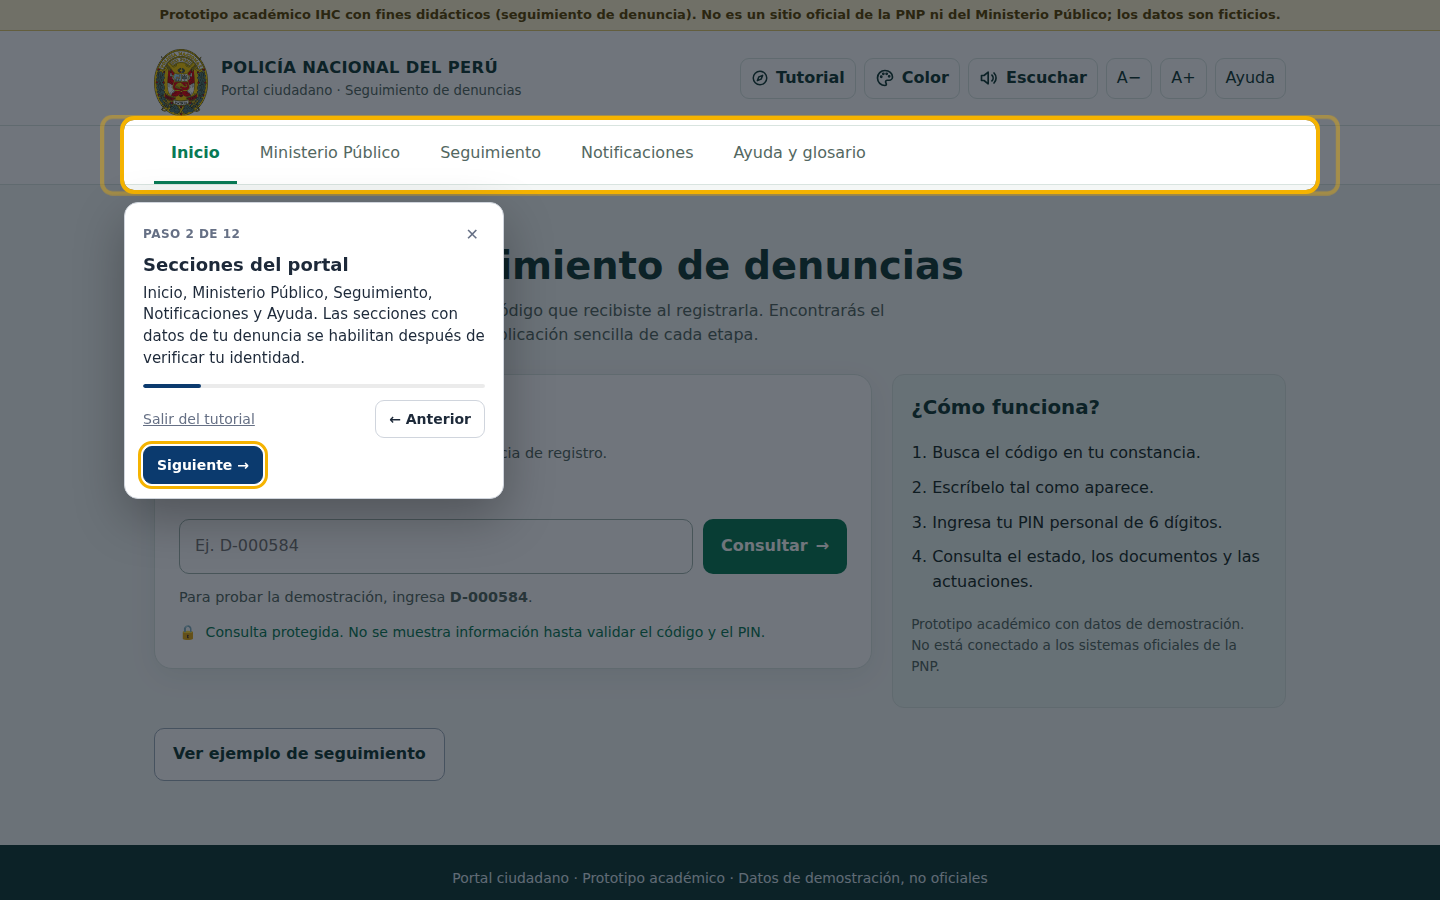 Prototipo académico IHC con fines didácticos (seguimiento de denuncia). No es un sitio oficial de la PNP ni del Ministerio Público; los datos son ficticios.
POLICÍA NACIONAL DEL PERÚ
Portal ciudadano · Seguimiento de denuncias
Tutorial
Color
Escuchar
A−
A+
Ayuda
Inicio
Ministerio Público
Seguimiento
Notificaciones
Ayuda y glosario
PASO 2 DE 12
✕
Secciones del portal
Inicio, Ministerio Público, Seguimiento,
Notificaciones y Ayuda. Las secciones con
datos de tu denuncia se habilitan después de
verificar tu identidad.
Salir del tutorial
← Anterior
Siguiente →
de denuncias
que recibiste al registrarla. Encontrarás el
sencilla de cada etapa.
de registro.
Ej. D-000584
Consultar →
Para probar la demostración, ingresa D-000584.
Consulta protegida. No se muestra información hasta validar el código y el PIN.
¿Cómo funciona?
1. Busca el código en tu constancia.
2. Escríbelo tal como aparece.
3. Ingresa tu PIN personal de 6 dígitos.
4. Consulta el estado, los documentos y las
actuaciones.
Prototipo académico con datos de demostración.
No está conectado a los sistemas oficiales de la
PNP.
Ver ejemplo de seguimiento
Portal ciudadano · Prototipo académico · Datos de demostración, no oficiales